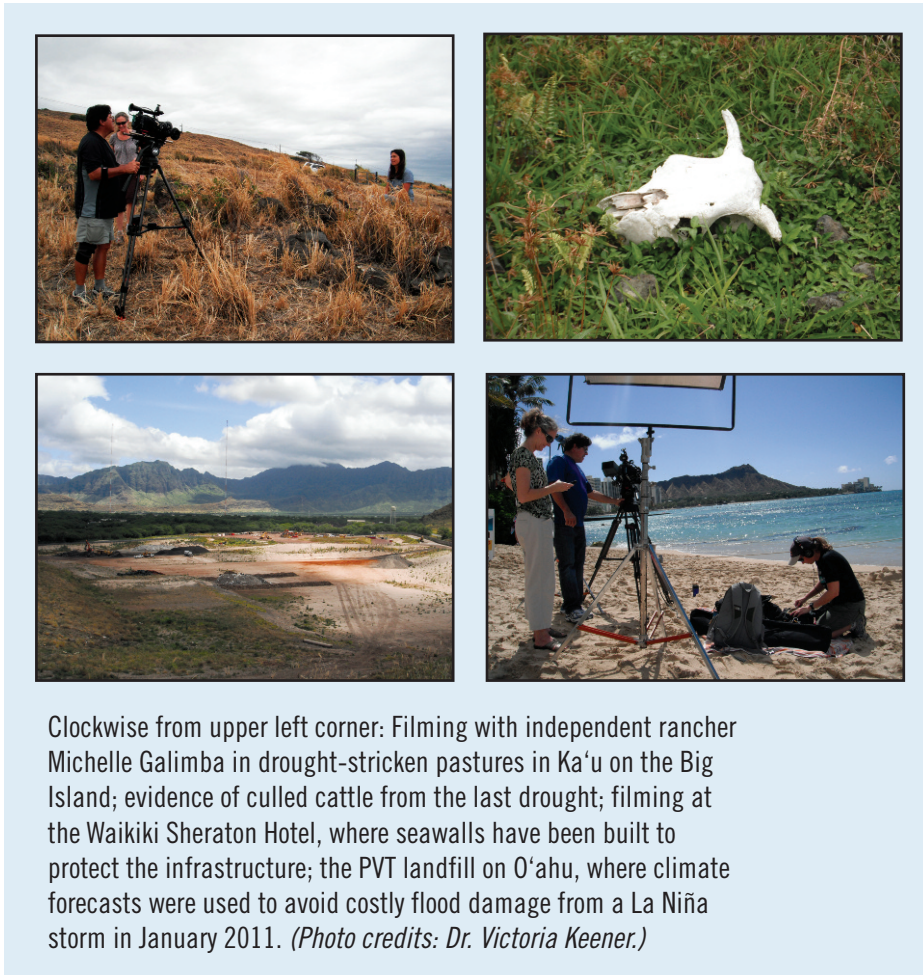 Clockwise from upper left corner: Filming with independent rancher
Michelle Galimba in drought-stricken pastures in Ka‘u on the Big
Island; evidence of culled cattle from the last drought; filming at
the Waikiki Sheraton Hotel, where seawalls have been built to
protect the infrastructure; the PVT landfill on O‘ahu, where climate
forecasts were used to avoid costly flood damage from a La Niña
storm in January 2011. (Photo credits: Dr. Victoria Keener.)